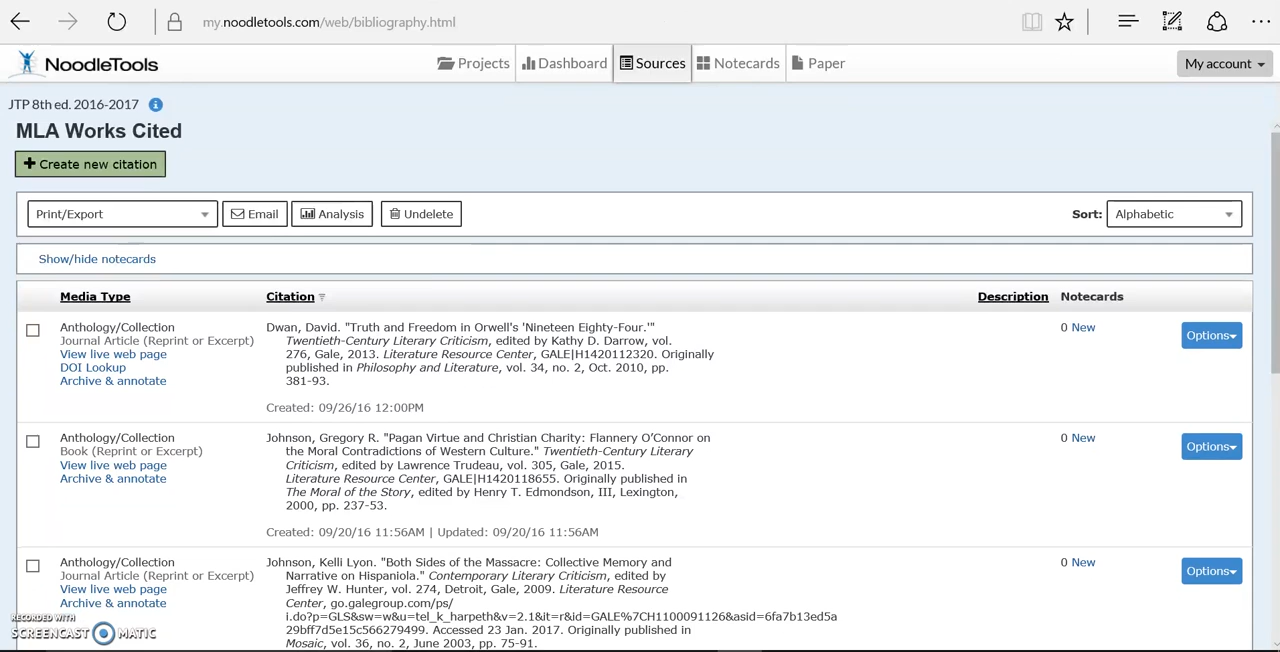 my.noodletools.com/web/bibliography.html
NoodleTools
Projects Dashboard Sources Notecards Paper My account
JTP 8th ed. 2016-2017 i
MLA Works Cited
+ Create new citation
Print/Export Email Analysis Undelete Sort: Alphabetic
Show/hide notecards
Media Type Citation Description Notecards
Anthology/Collection Dwan, David. "Truth and Freedom in Orwell's 'Nineteen Eighty-Four.'" 0 New Options
Journal Article (Reprint or Excerpt) Twentieth-Century Literary Criticism, edited by Kathy D. Darrow, vol.
View live web page 276, Gale, 2013. Literature Resource Center, GALE|H1420112320. Originally
DOI Lookup published in Philosophy and Literature, vol. 34, no. 2, Oct. 2010, pp.
Archive & annotate 381-93.
Created: 09/26/16 12:00PM
Anthology/Collection Johnson, Gregory R. "Pagan Virtue and Christian Charity: Flannery O’Connor on 0 New Options
Book (Reprint or Excerpt) the Moral Contradictions of Western Culture." Twentieth-Century Literary
View live web page Criticism, edited by Lawrence Trudeau, vol. 305, Gale, 2015.
Archive & annotate Literature Resource Center, GALE|H1420118655. Originally published in
The Moral of the Story, edited by Henry T. Edmondson, III, Lexington,
2000, pp. 237-53.
Created: 09/20/16 11:56AM | Updated: 09/20/16 11:56AM
Anthology/Collection Johnson, Kelli Lyon. "Both Sides of the Massacre: Collective Memory and 0 New Options
Journal Article (Reprint or Excerpt) Narrative on Hispaniola." Contemporary Literary Criticism, edited by
View live web page Jeffrey W. Hunter, vol. 274, Detroit, Gale, 2009. Literature Resource
Archive & annotate Center, go.galegroup.com/ps/
i.do?p=GLS&sw=w&u=tel_k_harpeth&v=2.1&it=r&id=GALE%7CH1100091126&asid=6fa7b13ed5a
29bff7d5e15c566279499. Accessed 23 Jan. 2017. Originally published in
Mosaic, vol. 36, no. 2, June 2003, pp. 75-91.
RECORDED WITH
SCREENCAST MATIC